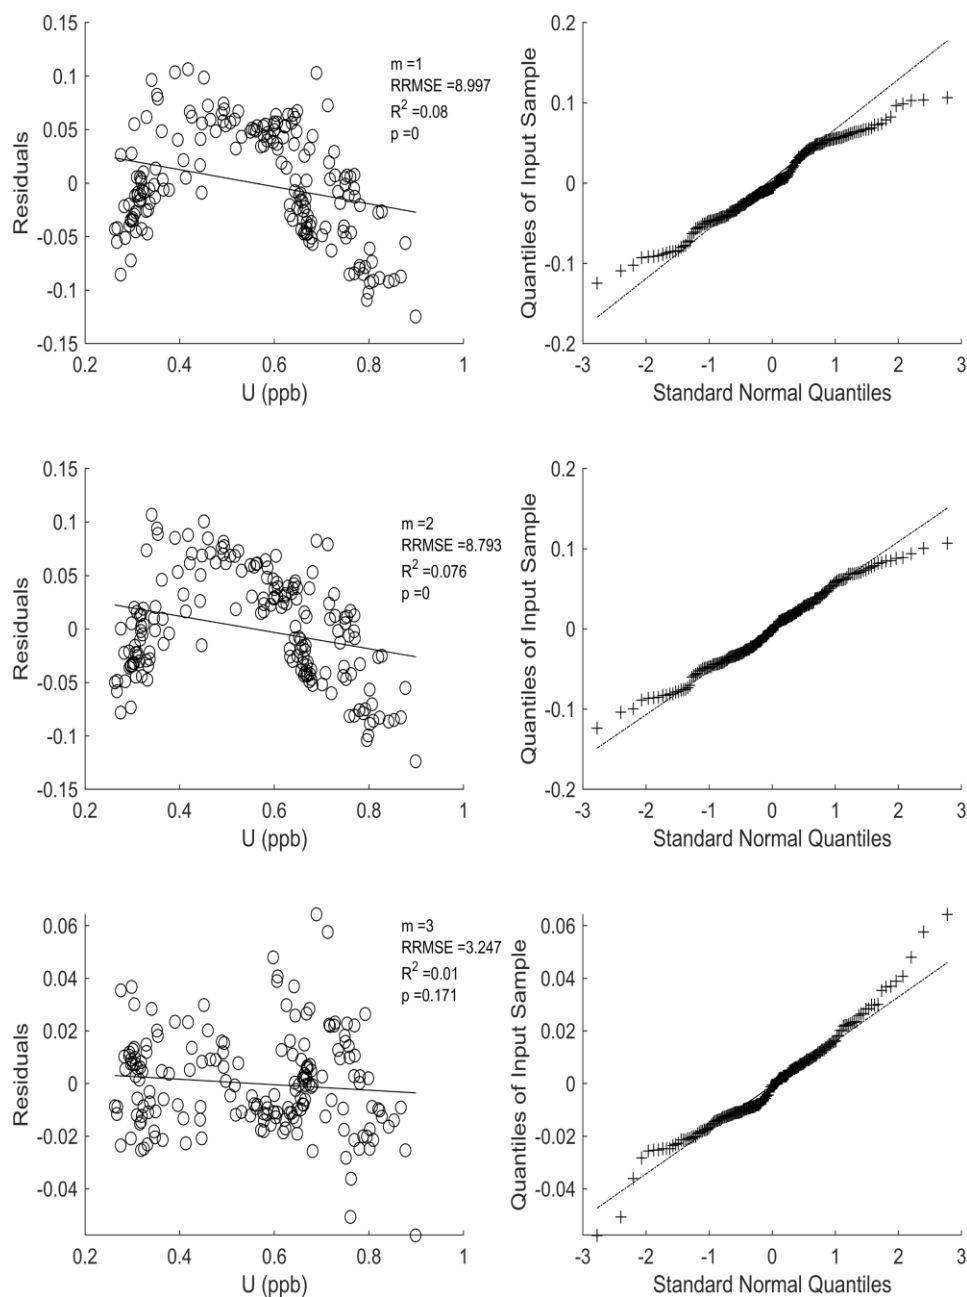 0.15
0.1
0.05
0
-0.05
-0.1
-0.15
Residuals
m =1
RRMSE =8.997
R² =0.08
p =0
0.2 0.4 0.6 0.8 1
U (ppb)
0.2
0.1
0
-0.1
-0.2
Quantiles of Input Sample
-3 -2 -1 0 1 2 3
Standard Normal Quantiles
0.15
0.1
0.05
0
-0.05
-0.1
-0.15
Residuals
m =2
RRMSE =8.793
R² =0.076
p =0
0.2 0.4 0.6 0.8 1
U (ppb)
0.2
0.1
0
-0.1
-0.2
Quantiles of Input Sample
-3 -2 -1 0 1 2 3
Standard Normal Quantiles
0.06
0.04
0.02
0
-0.02
-0.04
Residuals
m =3
RRMSE =3.247
R² =0.01
p =0.171
0.2 0.4 0.6 0.8 1
U (ppb)
0.06
0.04
0.02
0
-0.02
-0.04
Quantiles of Input Sample
-3 -2 -1 0 1 2 3
Standard Normal Quantiles